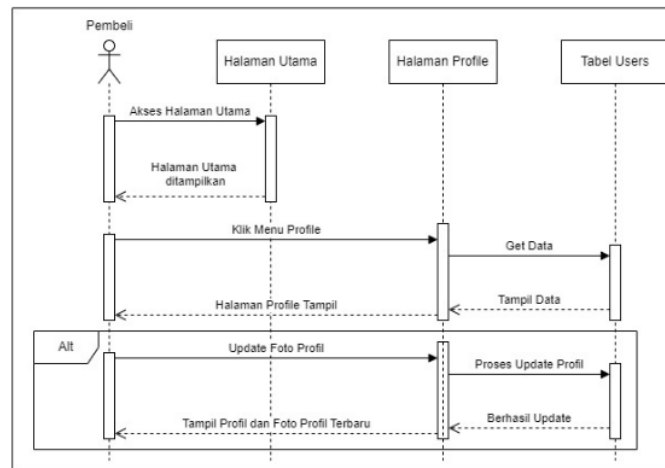 Pembeli
Halaman Utama
Halaman Profile
Tabel Users
Akses Halaman Utama
Halaman Utama
ditampilkan
Klik Menu Profile
Get Data
Tampil Data
Halaman Profile Tampil
Alt
Update Foto Profil
Proses Update Profil
Berhasil Update
Tampil Profil dan Foto Profil Terbaru